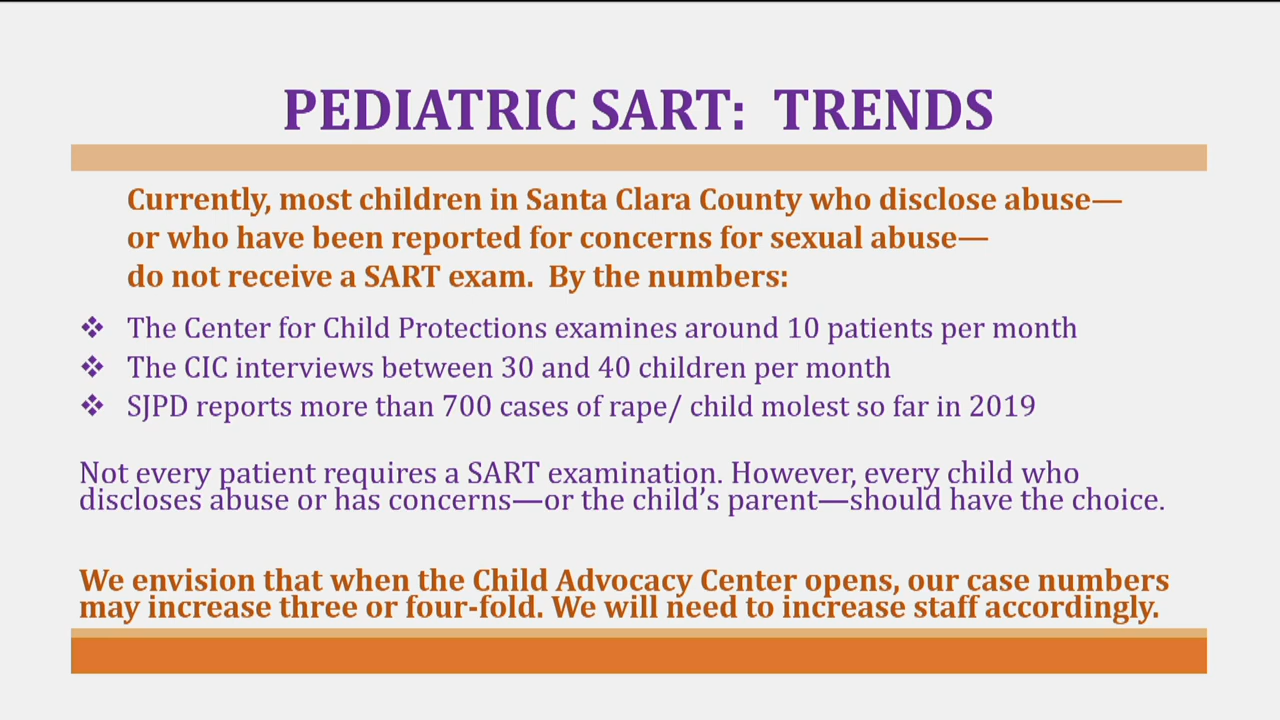 PEDIATRIC SART:  TRENDS
Currently, most children in Santa Clara County who disclose abuse—
or who have been reported for concerns for sexual abuse—
do not receive a SART exam.  By the numbers:
❖ The Center for Child Protections examines around 10 patients per month
❖ The CIC interviews between 30 and 40 children per month
❖ SJPD reports more than 700 cases of rape/ child molest so far in 2019
Not every patient requires a SART examination. However, every child who
discloses abuse or has concerns—or the child’s parent—should have the choice.
We envision that when the Child Advocacy Center opens, our case numbers
may increase three or four-fold. We will need to increase staff accordingly.